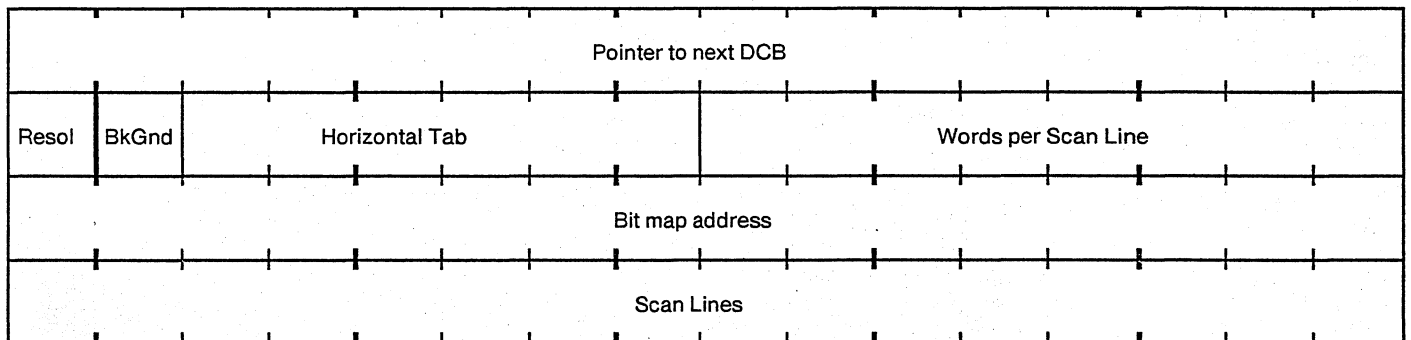 Pointer to next DCB
Resol BkGnd Horizontal Tab Words per Scan Line
Bit map address
Scan Lines